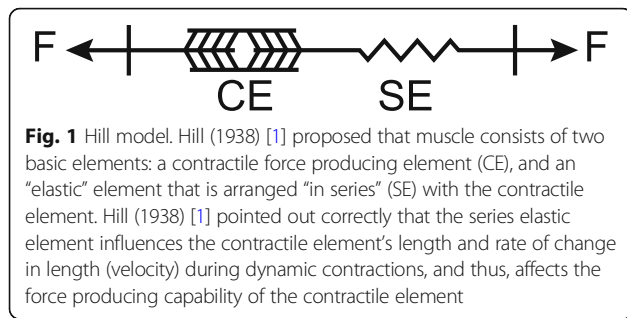 F F
CE SE
Fig. 1 Hill model. Hill (1938) [1] proposed that muscle consists of two
basic elements: a contractile force producing element (CE), and an
“elastic” element that is arranged “in series” (SE) with the contractile
element. Hill (1938) [1] pointed out correctly that the series elastic
element influences the contractile element’s length and rate of change
in length (velocity) during dynamic contractions, and thus, affects the
force producing capability of the contractile element